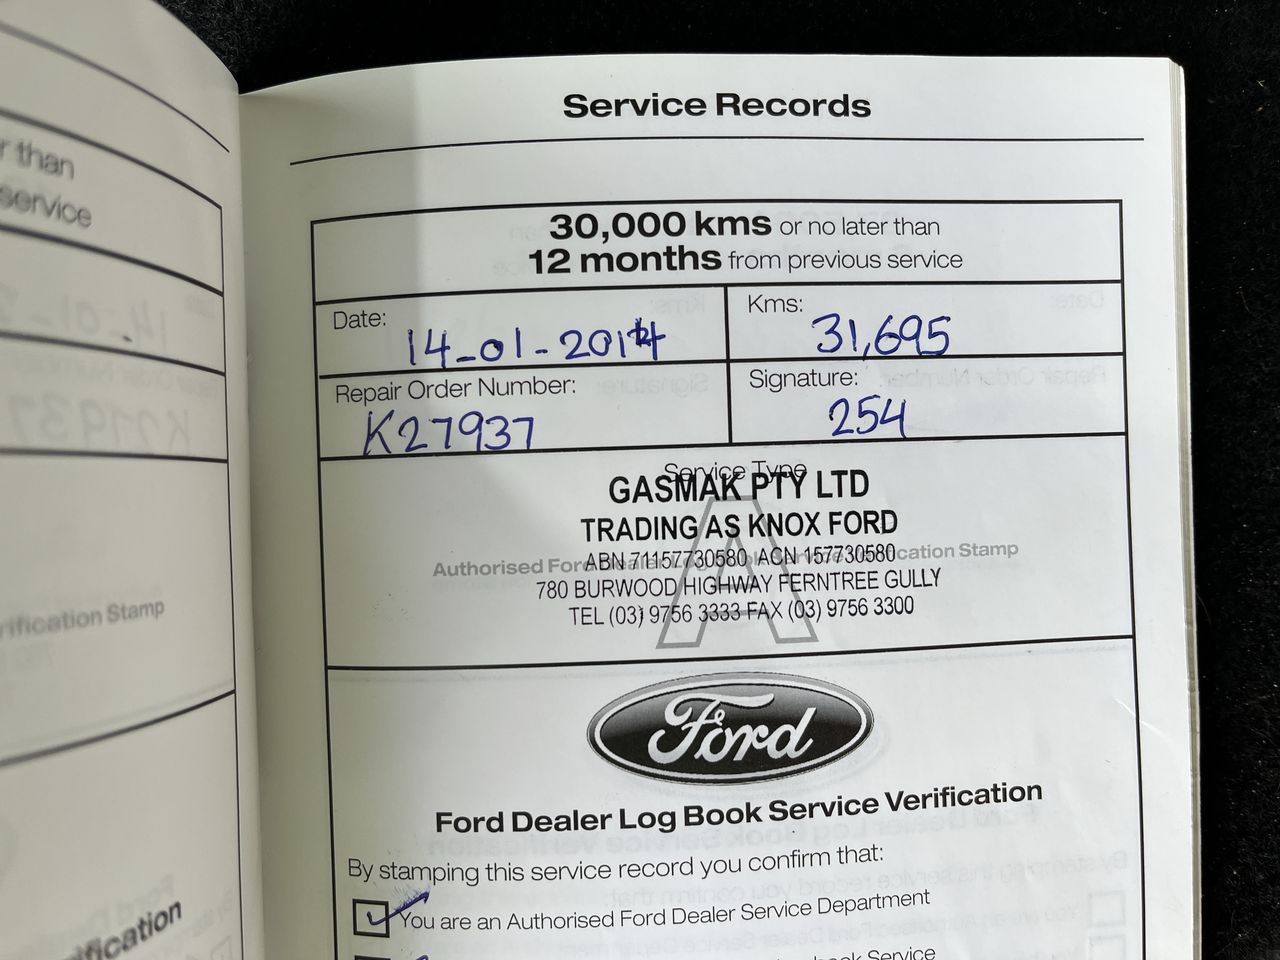 r than
service
rification Stamp
ification
Service Records
30,000 kms or no later than
12 months from previous service
Date: 14-01-2014
Kms: 31,695
Repair Order Number: K27937
Signature: 254
Service Type
A
GASMAK PTY LTD
TRADING AS KNOX FORD
ABN 71157730580 ACN 157730580
780 BURWOOD HIGHWAY FERNTREE GULLY
TEL (03) 9756 3333 FAX (03) 9756 3300
Ford
Ford Dealer Log Book Service Verification
By stamping this service record you confirm that:
You are an Authorised Ford Dealer Service Department
book Service